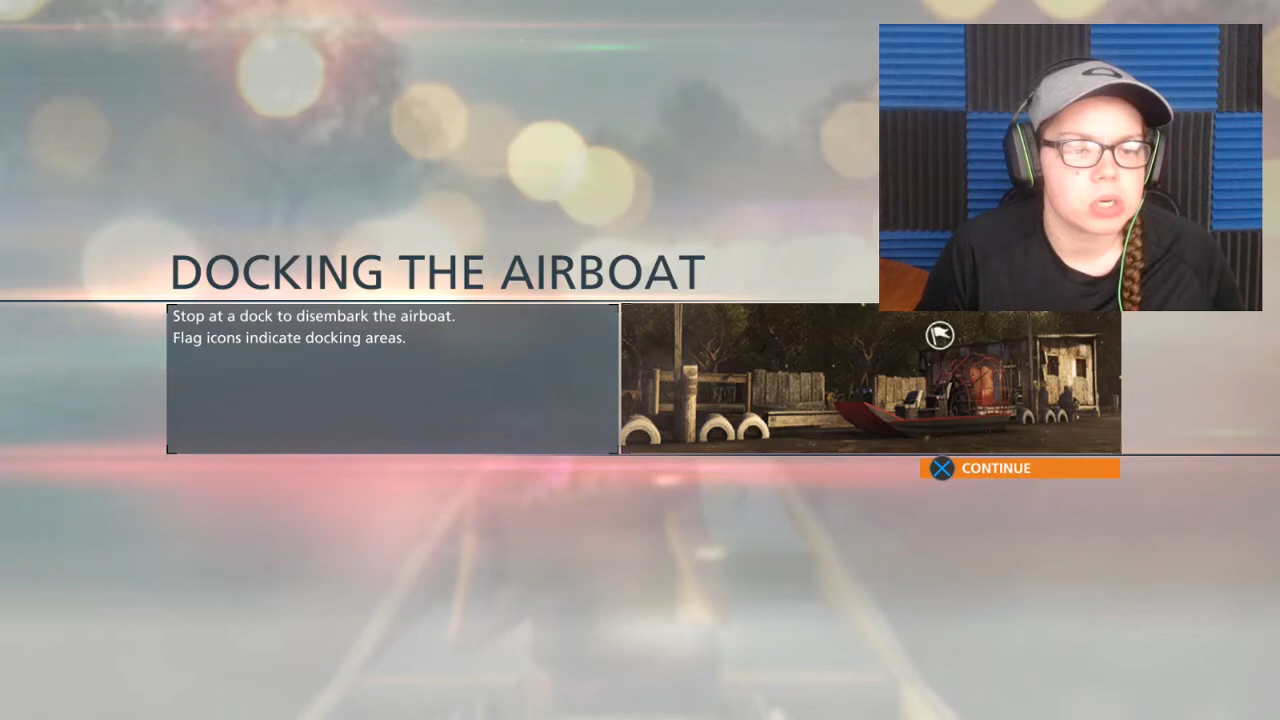 DOCKING THE AIRBOAT
Stop at a dock to disembark the airboat.
Flag icons indicate docking areas.
CONTINUE